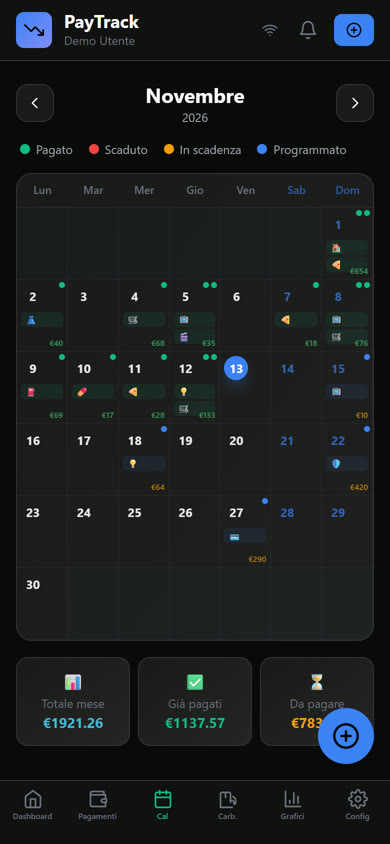 PayTrack
Demo Utente
Novembre
2026
Pagato Scaduto In scadenza Programmato
Lun Mar Mer Gio Ven Sab Dom
1
€654
2 3 4 5 6 7 8
€40 €68 €35 €18 €76
9 10 11 12 13 14 15
€69 €17 €28 €133 €10
16 17 18 19 20 21 22
€64 €420
23 24 25 26 27 28 29
€290
30
Totale mese Già pagati Da pagare
€1921.26 €1137.57 €783
Dashboard Pagamenti Cal Carb. Grafici Config